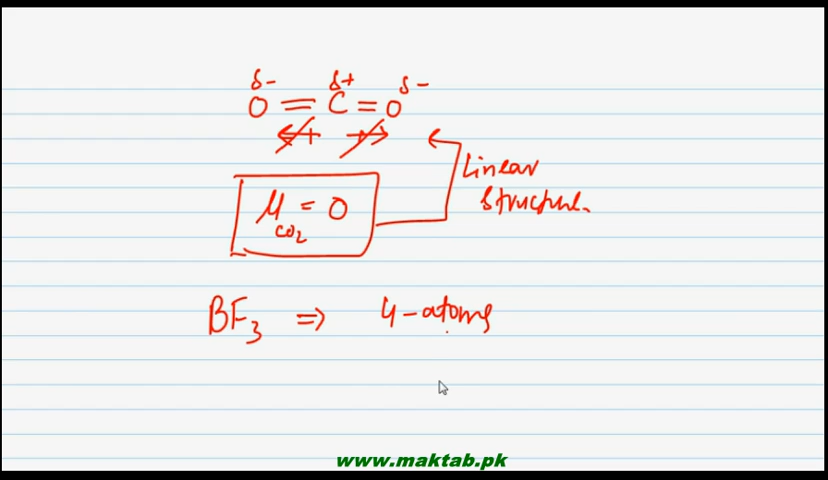 δ- δ+ δ-
O = C = O
Linear
Structure.
μCO₂ = 0
BF₃ ⇒ 4-atoms
www.maktab.pk